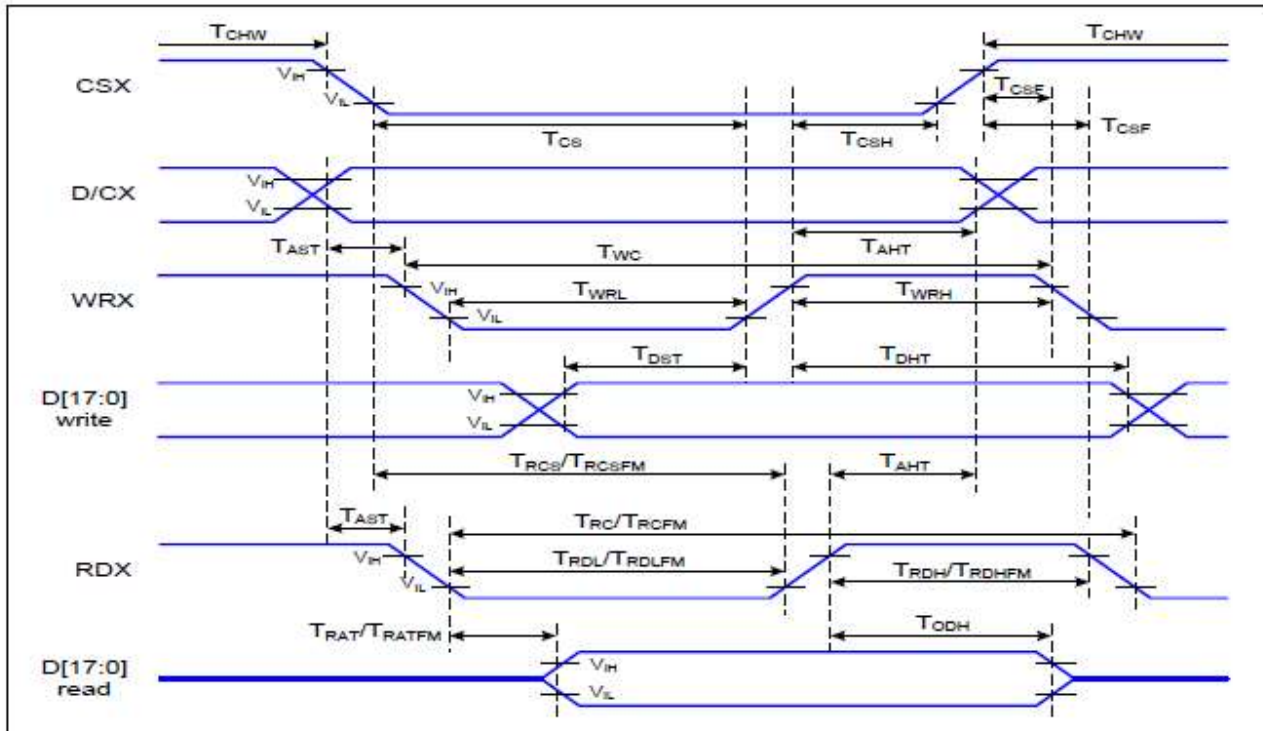 TCHW TCHW
CSX VIH TCSF
VIL TCS TCSH TCSF
D/CX VIH
VIL
TAST TWC TAHT
WRX VIH TWRL TWRH
VIL
TDST TDHT
D[17:0] VIH
write VIL
TRCS/TRCSFM TAHT
TAST TRC/TRCFM
RDX VIH TRDL/TRDLFM
VIL TRDH/TRDHFM
TRAT/TRATFM TODH
D[17:0] VIH
read VIL